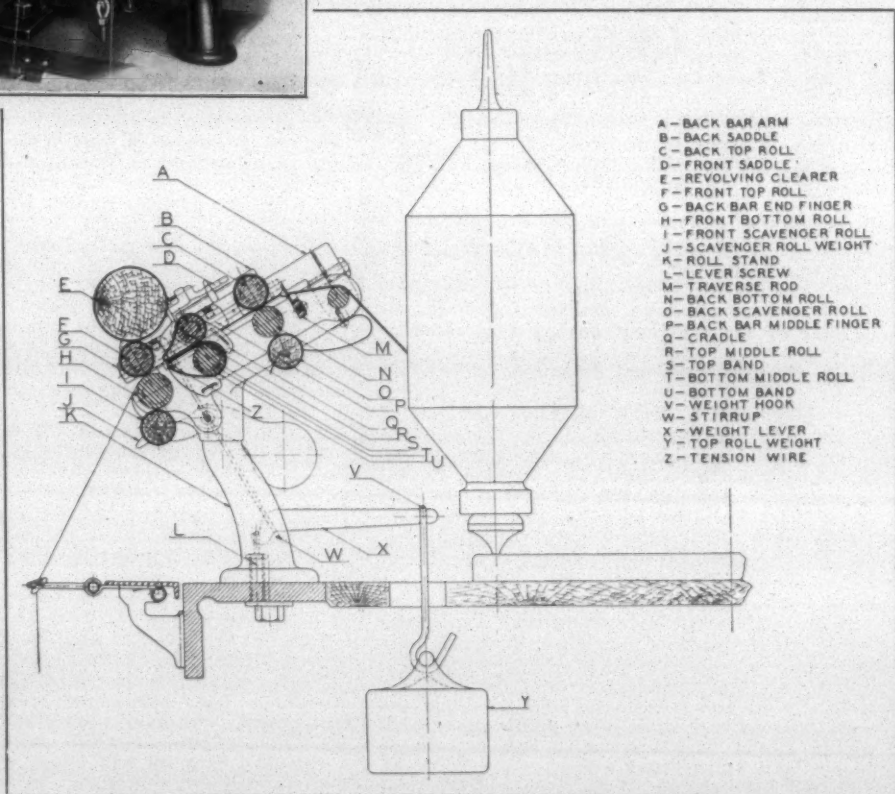 A – BACK BAR ARM
B – BACK SADDLE
C – BACK TOP ROLL
D – FRONT SADDLE
E – REVOLVING CLEARER
F – FRONT TOP ROLL
G – BACK BAR END FINGER
H – FRONT BOTTOM ROLL
I – FRONT SCAVENGER ROLL
J – SCAVENGER ROLL WEIGHT
K – ROLL STAND
L – LEVER SCREW
M – TRAVERSE ROD
N – BACK BOTTOM ROLL
O – BACK SCAVENGER ROLL
P – BACK BAR MIDDLE FINGER
Q – CRADLE
R – TOP MIDDLE ROLL
S – TOP BAND
T – BOTTOM MIDDLE ROLL
U – BOTTOM BAND
V – WEIGHT HOOK
W – STIRRUP
X – WEIGHT LEVER
Y – TOP ROLL WEIGHT
Z – TENSION WIRE
A
B
C
D
E
F
G
H
I
J
K
M
N
O
P
Q
R
S
T
U
Z
V
L
W
X
Y